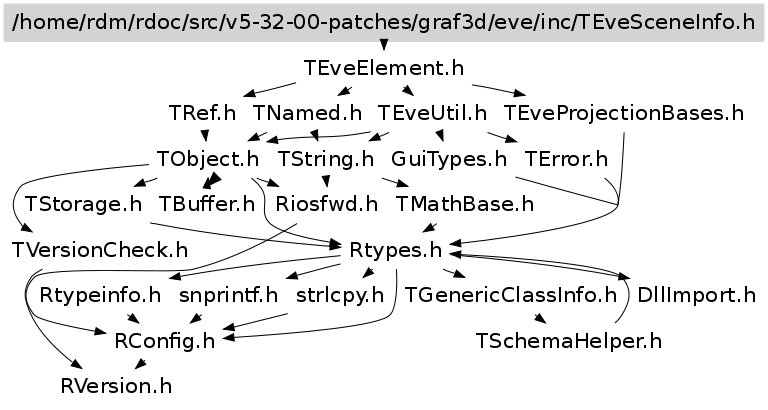 /home/rdm/rdoc/src/v5-32-00-patches/graf3d/eve/inc/TEveSceneInfo.h
TEveElement.h
TRef.h TNamed.h TEveUtil.h TEveProjectionBases.h
TObject.h TString.h GuiTypes.h TError.h
TStorage.h TBuffer.h Riosfwd.h TMathBase.h
TVersionCheck.h Rtypes.h
Rtypeinfo.h snprintf.h strlcpy.h TGenericClassInfo.h DllImport.h
RConfig.h TSchemaHelper.h
RVersion.h